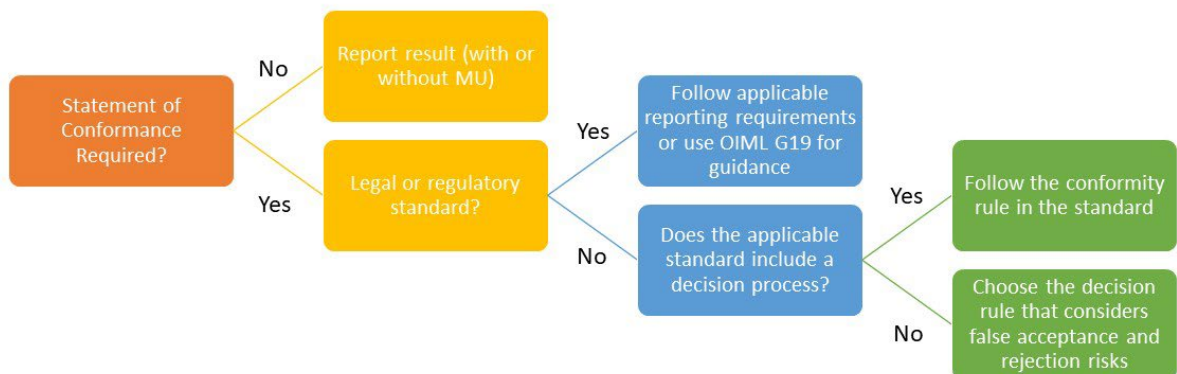 Statement of
Conformance
Required?
No
Yes
Report result (with or
without MU)
Legal or regulatory
standard?
Yes
No
Follow applicable
reporting requirements
or use OIML G19 for
guidance
Does the applicable
standard include a
decision process?
Yes
No
Follow the conformity
rule in the standard
Choose the decision
rule that considers
false acceptance and
rejection risks